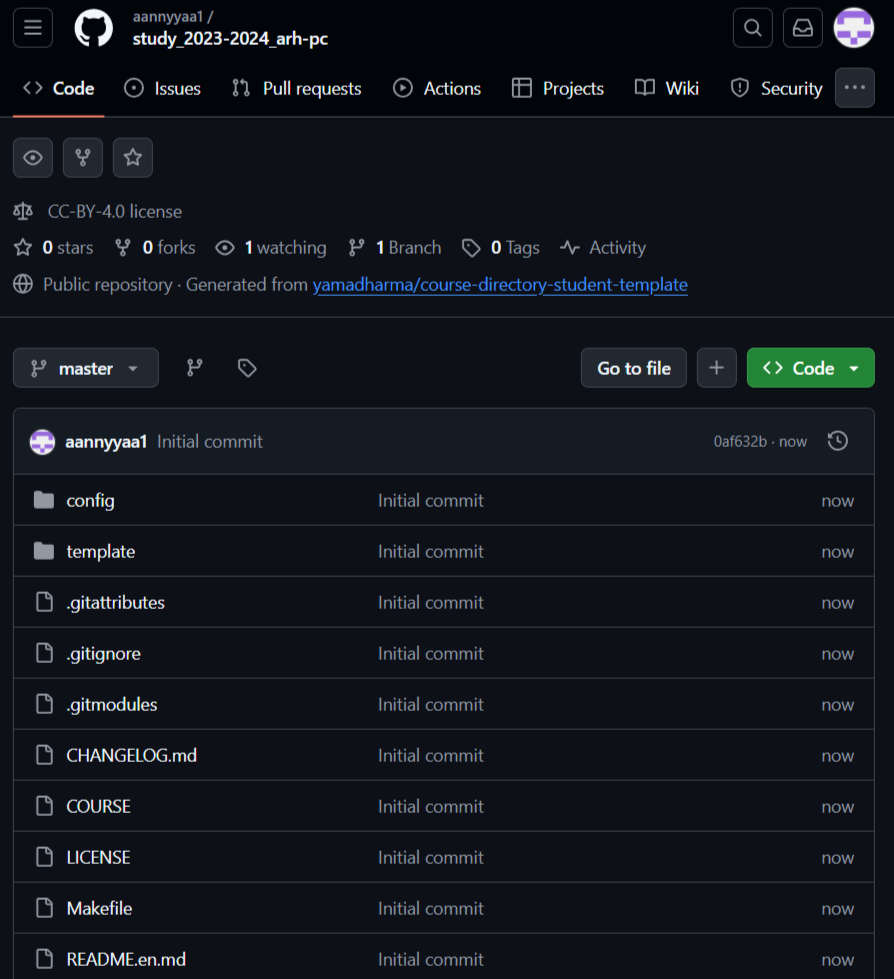 aannyyaa1 /
study_2023-2024_arh-pc
Code Issues Pull requests Actions Projects Wiki Security
CC-BY-4.0 license
0 stars 0 forks 1 watching 1 Branch 0 Tags Activity
Public repository · Generated from yamadharma/course-directory-student-template
master Go to file Code
aannyyaa1 Initial commit 0af632b · now
config Initial commit now
template Initial commit now
.gitattributes Initial commit now
.gitignore Initial commit now
.gitmodules Initial commit now
CHANGELOG.md Initial commit now
COURSE Initial commit now
LICENSE Initial commit now
Makefile Initial commit now
README.en.md Initial commit now